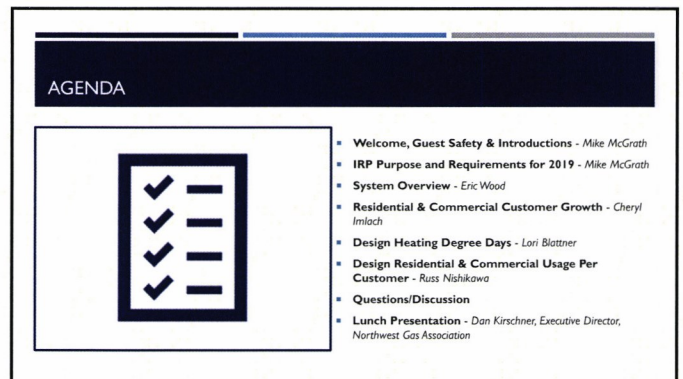 AGENDA
Welcome, Guest Safety & Introductions - Mike McGrath
IRP Purpose and Requirements for 2019 - Mike McGrath
System Overview - Eric Wood
Residential & Commercial Customer Growth - Cheryl
Imlach
Design Heating Degree Days - Lori Blattner
Design Residential & Commercial Usage Per
Customer - Russ Nishikawa
Questions/Discussion
Lunch Presentation - Dan Kirschner, Executive Director,
Northwest Gas Association